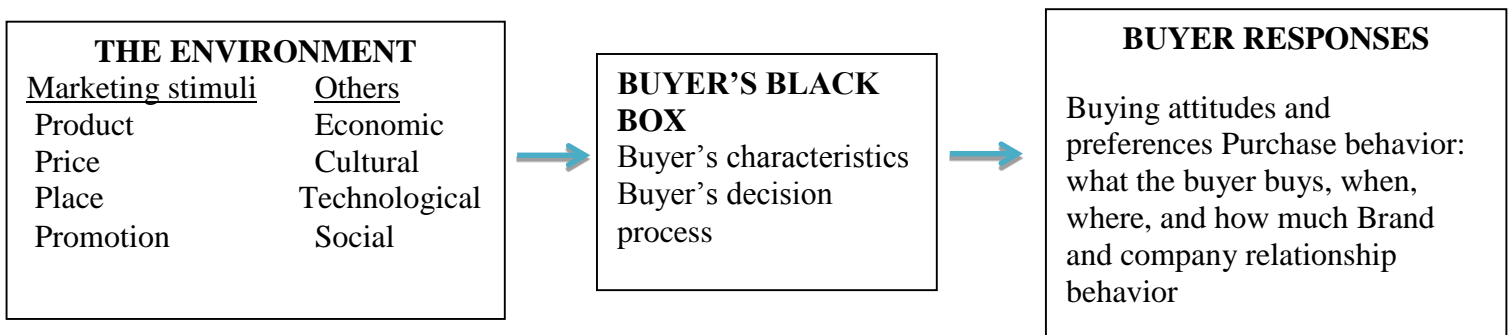 THE ENVIRONMENT
Marketing stimuli Others
Product Economic
Price Cultural
Place Technological
Promotion Social
BUYER’S BLACK
BOX
Buyer’s characteristics
Buyer’s decision
process
BUYER RESPONSES
Buying attitudes and
preferences Purchase behavior:
what the buyer buys, when,
where, and how much Brand
and company relationship
behavior